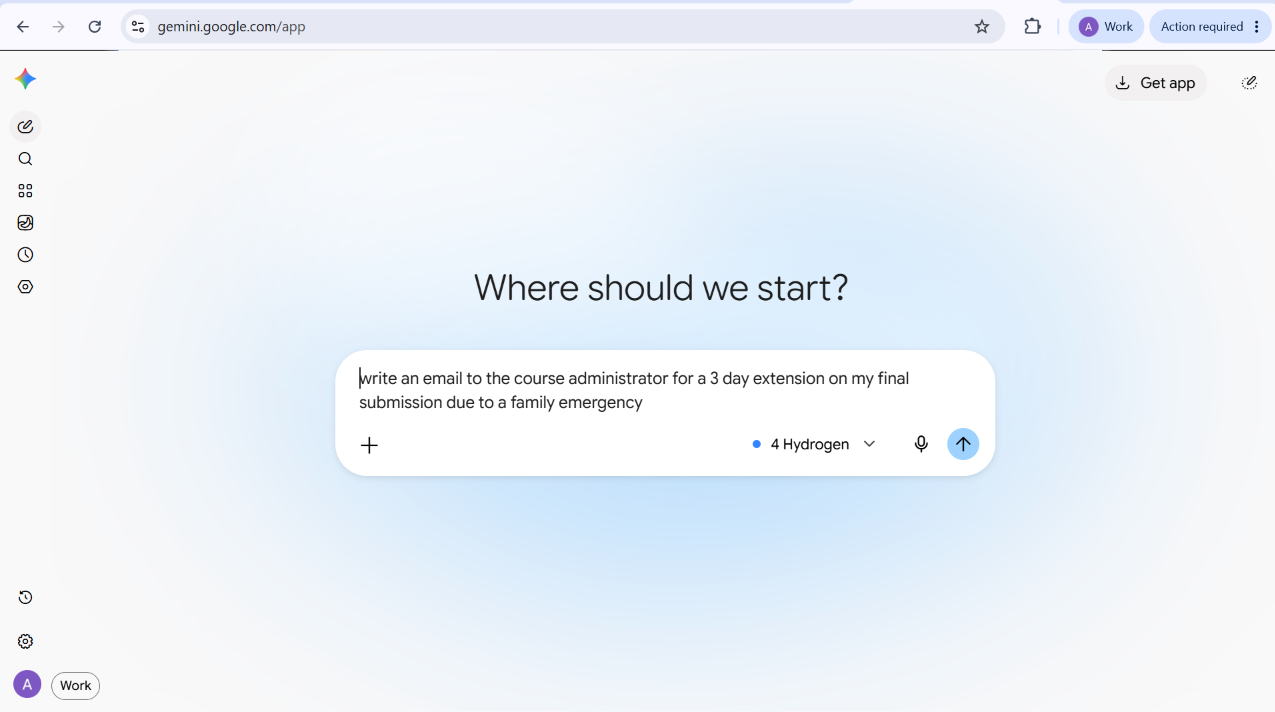 gemini.google.com/app
A
Work
Action required
Get app
Where should we start?
write an email to the course administrator for a 3 day extension on my final
submission due to a family emergency
4 Hydrogen
A
Work